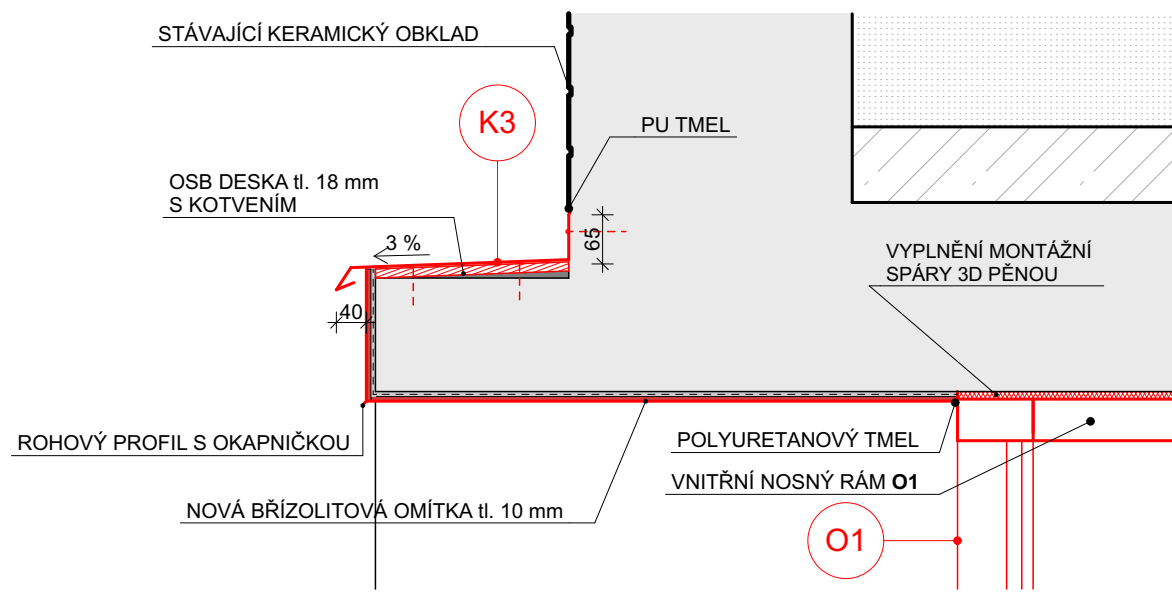 STÁVAJÍCÍ KERAMICKÝ OBKLAD
K3
PU TMEL
OSB DESKA tl. 18 mm
S KOTVENÍM
65
3 %
VYPLNĚNÍ MONTÁŽNÍ
SPÁRY 3D PĚNOU
40
ROHOVÝ PROFIL S OKAPNIČKOU
POLYURETANOVÝ TMEL
VNITŘNÍ NOSNÝ RÁM O1
NOVÁ BŘÍZOLITOVÁ OMÍTKA tl. 10 mm
O1